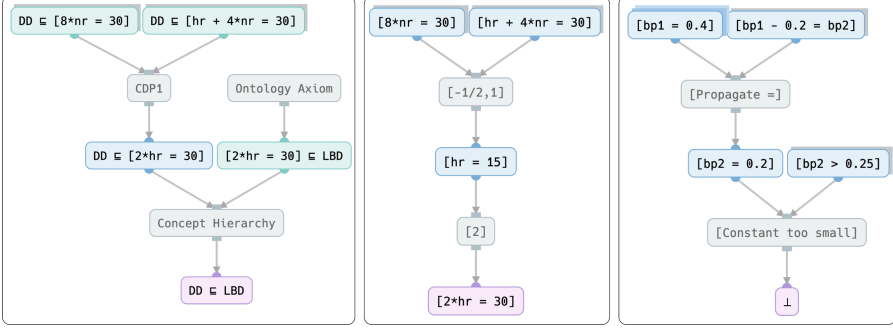 DD ⊑ [8*nr = 30]
DD ⊑ [hr + 4*nr = 30]
CDP1
Ontology Axiom
DD ⊑ [2*hr = 30]
[2*hr = 30] ⊑ LBD
Concept Hierarchy
DD ⊑ LBD
[8*nr = 30]
[hr + 4*nr = 30]
[-1/2,1]
[hr = 15]
[2]
[2*hr = 30]
[bp1 = 0.4]
[bp1 - 0.2 = bp2]
[Propagate =]
[bp2 = 0.2]
[bp2 > 0.25]
[Constant too small]
⊥